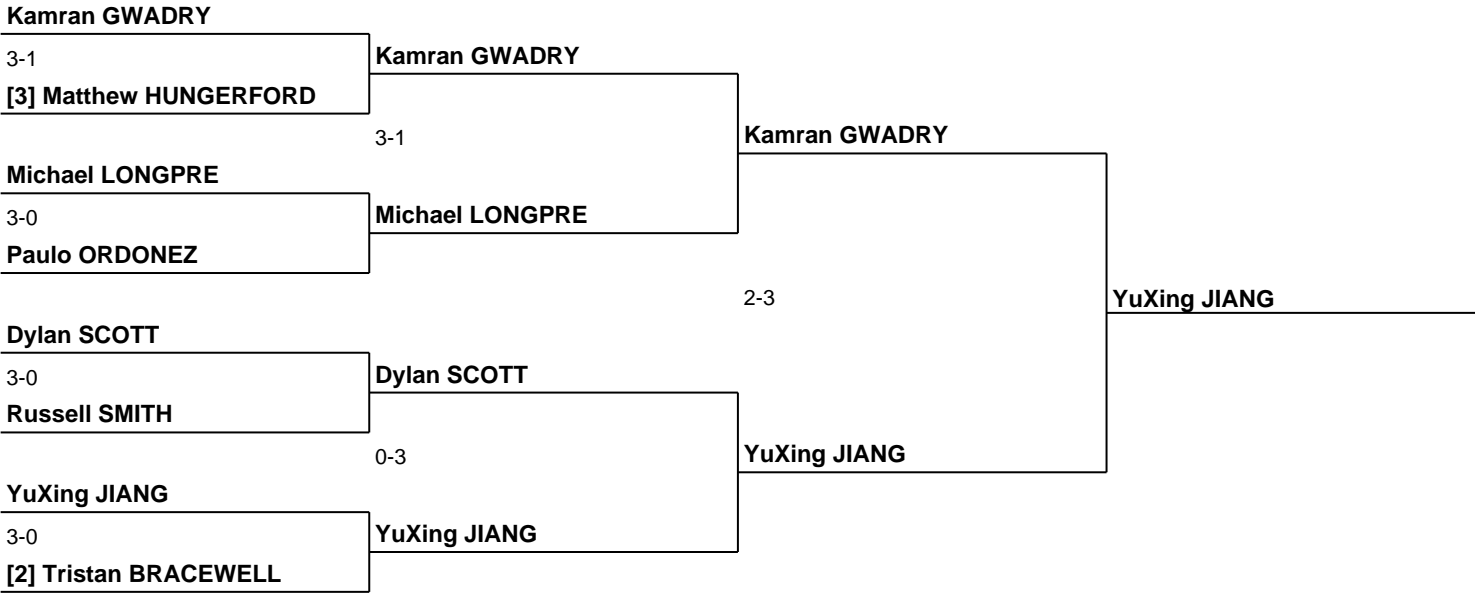 Kamran GWADRY
3-1
Kamran GWADRY
[3] Matthew HUNGERFORD
3-1
Kamran GWADRY
Michael LONGPRE
3-0
Michael LONGPRE
Paulo ORDONEZ
2-3
YuXing JIANG
Dylan SCOTT
3-0
Dylan SCOTT
Russell SMITH
0-3
YuXing JIANG
YuXing JIANG
3-0
YuXing JIANG
[2] Tristan BRACEWELL